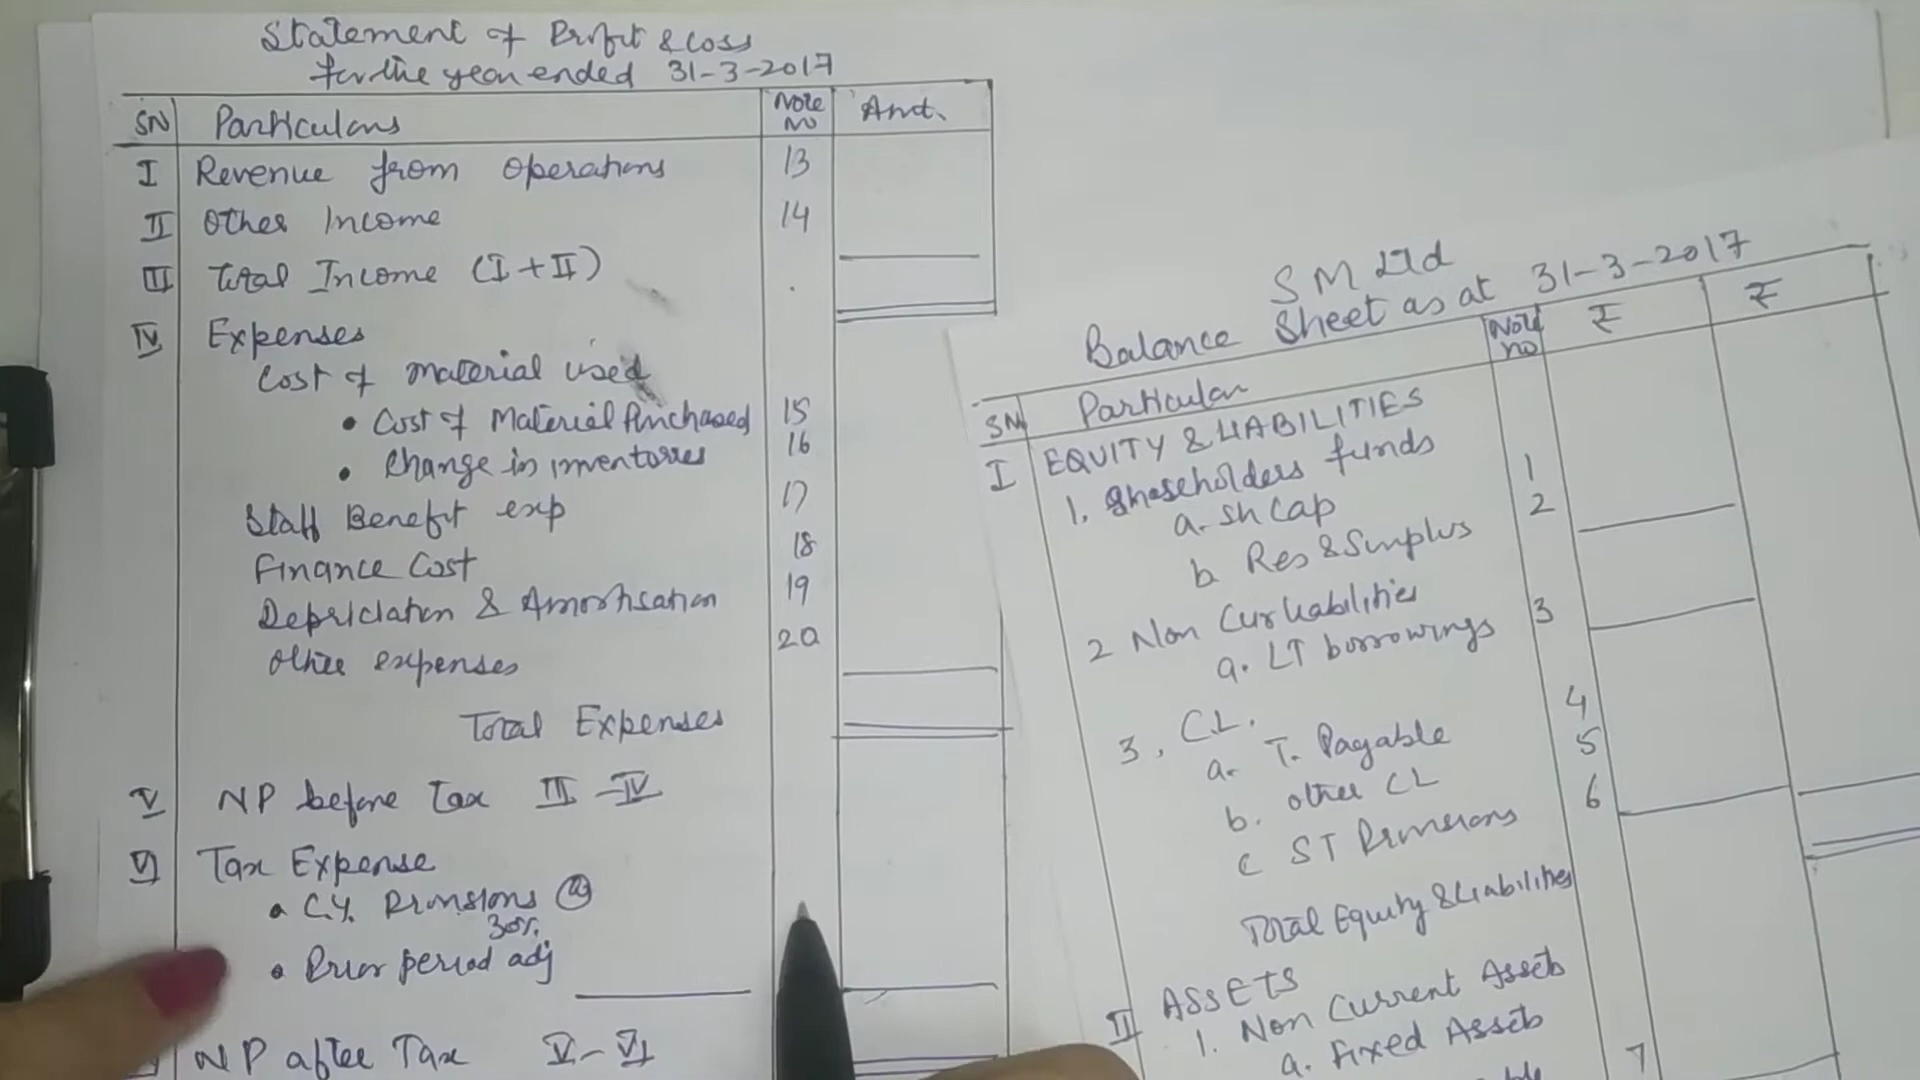 Statement of Profit & Loss
for the year ended 31-3-2017
SN Particulars Note No Amt.
I Revenue from operations 13
II Other Income 14
III Total Income (I + II)
IV Expenses
Cost of material used
• Cost of Material Purchased 15
• Change in inventories 16
Staff Benefit exp 17
Finance Cost 18
Depriciation & Amortisation 19
Other expenses 20
Total Expenses
V NP before Tax III - IV
VI Tax Expense
• C.Y. Provisions @
30%
• Prior period adj
NP after Tax V - VI
SM Ltd
Balance Sheet as at 31-3-2017
SN Particular Note no ₹ ₹
I EQUITY & LIABILITIES
1. Shareholders funds
a. Sh Cap 1
b Res & Surplus 2
2 Non Cur Liabilities
a. LT borrowings 3
3, C.L.
a. T. Payable 4
b. other CL 5
c ST Provisions 6
Total Equity & Liabilities
II ASSETS
1. Non Current Assets
a. Fixed Assets
7